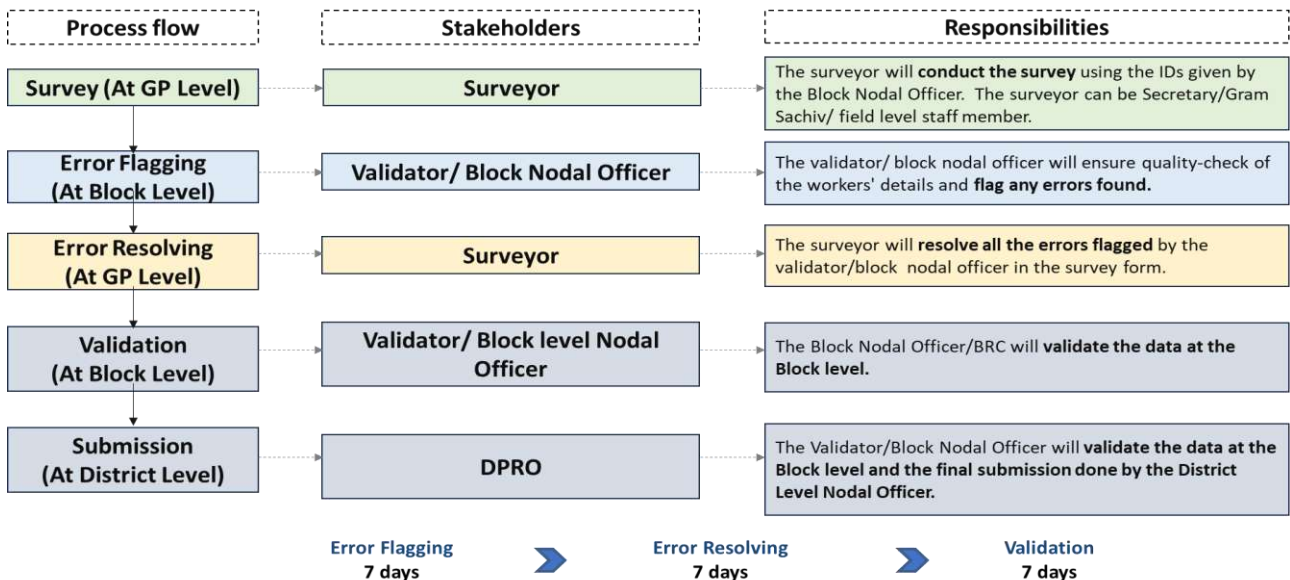 Process flow
Stakeholders
Responsibilities
Survey (At GP Level)
Surveyor
The surveyor will conduct the survey using the IDs given by
the Block Nodal Officer. The surveyor can be Secretary/Gram
Sachiv/ field level staff member.
Error Flagging
(At Block Level)
Validator/ Block Nodal Officer
The validator/ block nodal officer will ensure quality-check of
the workers' details and flag any errors found.
Error Resolving
(At GP Level)
Surveyor
The surveyor will resolve all the errors flagged by the
validator/block nodal officer in the survey form.
Validation
(At Block Level)
Validator/ Block level Nodal
Officer
The Block Nodal Officer/BRC will validate the data at the
Block level.
Submission
(At District Level)
DPRO
The Validator/Block Nodal Officer will validate the data at the
Block level and the final submission done by the District
Level Nodal Officer.
Error Flagging
7 days
Error Resolving
7 days
Validation
7 days